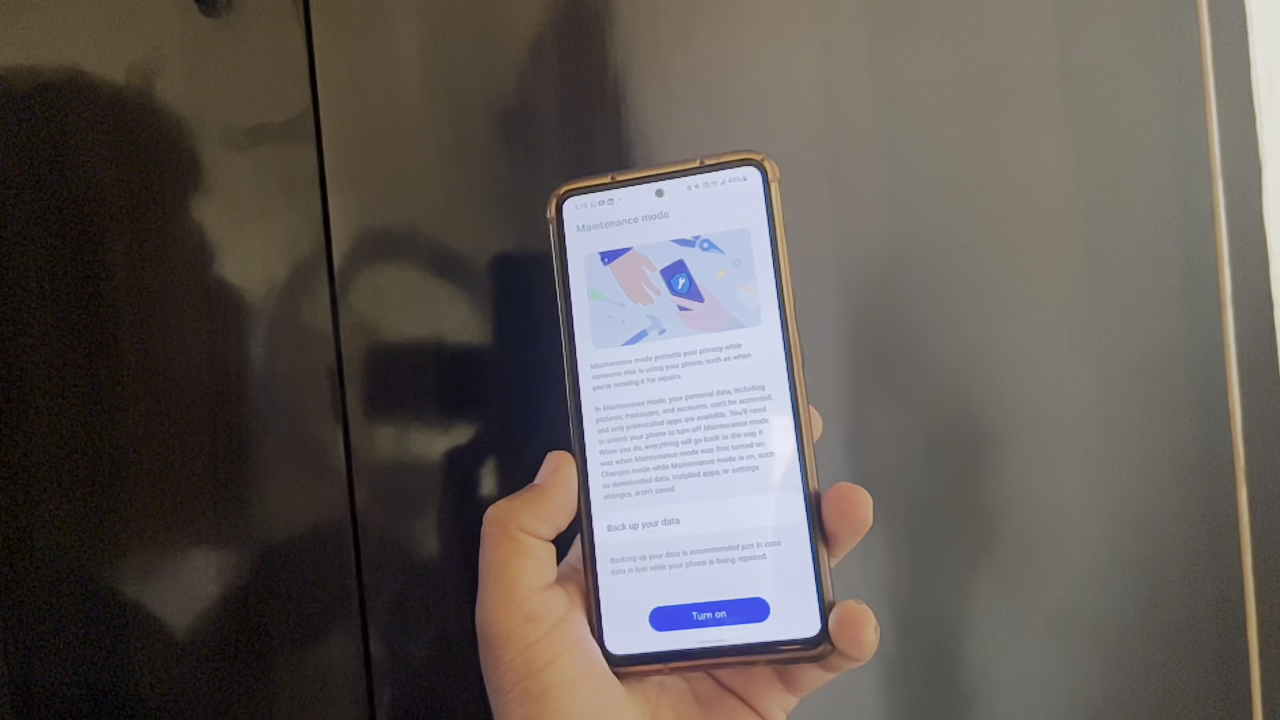 45%
Maintenance mode
Maintenance mode protects your privacy while
someone else is using your phone, such as when
you're sending it for repairs.
In Maintenance mode, your personal data, including
pictures, messages, and accounts, can't be accessed,
and only preinstalled apps are available. You'll need
to unlock your phone to turn off Maintenance mode.
When you do, everything will go back to the way it
was when Maintenance mode was first turned on.
Changes made while Maintenance mode is on, such
as downloaded data, installed apps, or settings
changes, aren't saved.
Back up your data
Backing up your data is recommended just in case
data is lost while your phone is being repaired.
Turn on